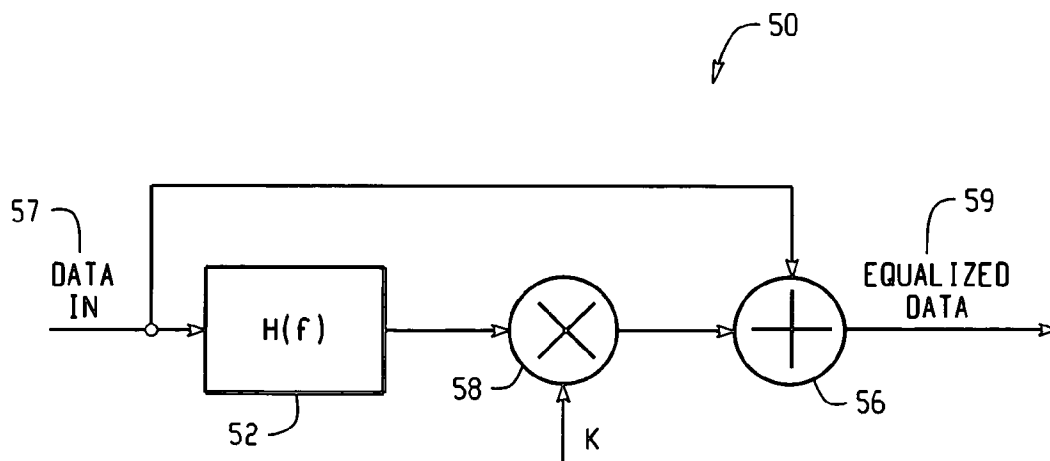 50
57
DATA
IN
H(f)
52
58
K
56
59
EQUALIZED
DATA